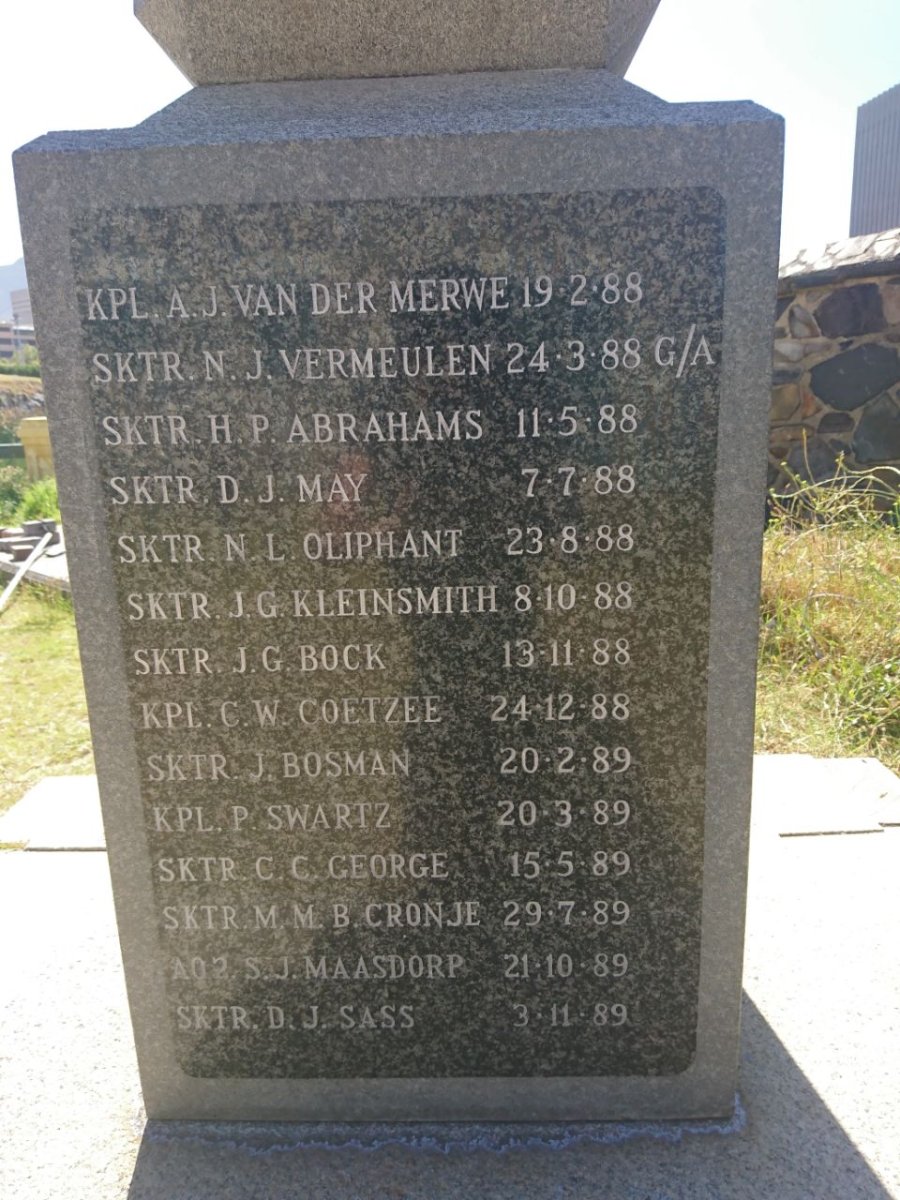 KPL. A. J. VAN DER MERWE 19·2·88
SKTR. N. J. VERMEULEN 24·3·88 G/A
SKTR. H. P. ABRAHAMS 11·5·88
SKTR. D. J. MAY 7·7·88
SKTR. N. L. OLIPHANT 23·8·88
SKTR. J. G. KLEINSMITH 8·10·88
SKTR. J. G. BOCK 13·11·88
KPL. C. W. COETZEE 24·12·88
SKTR. J. BOSMAN 20·2·89
KPL. P. SWARTZ 20·3·89
SKTR. C. C. GEORGE 15·5·89
SKTR. M. M. B. CRONJE 29·7·89
S. J. MAASDORP 21·10·89
SKTR. D. J. SASS 3·11·89